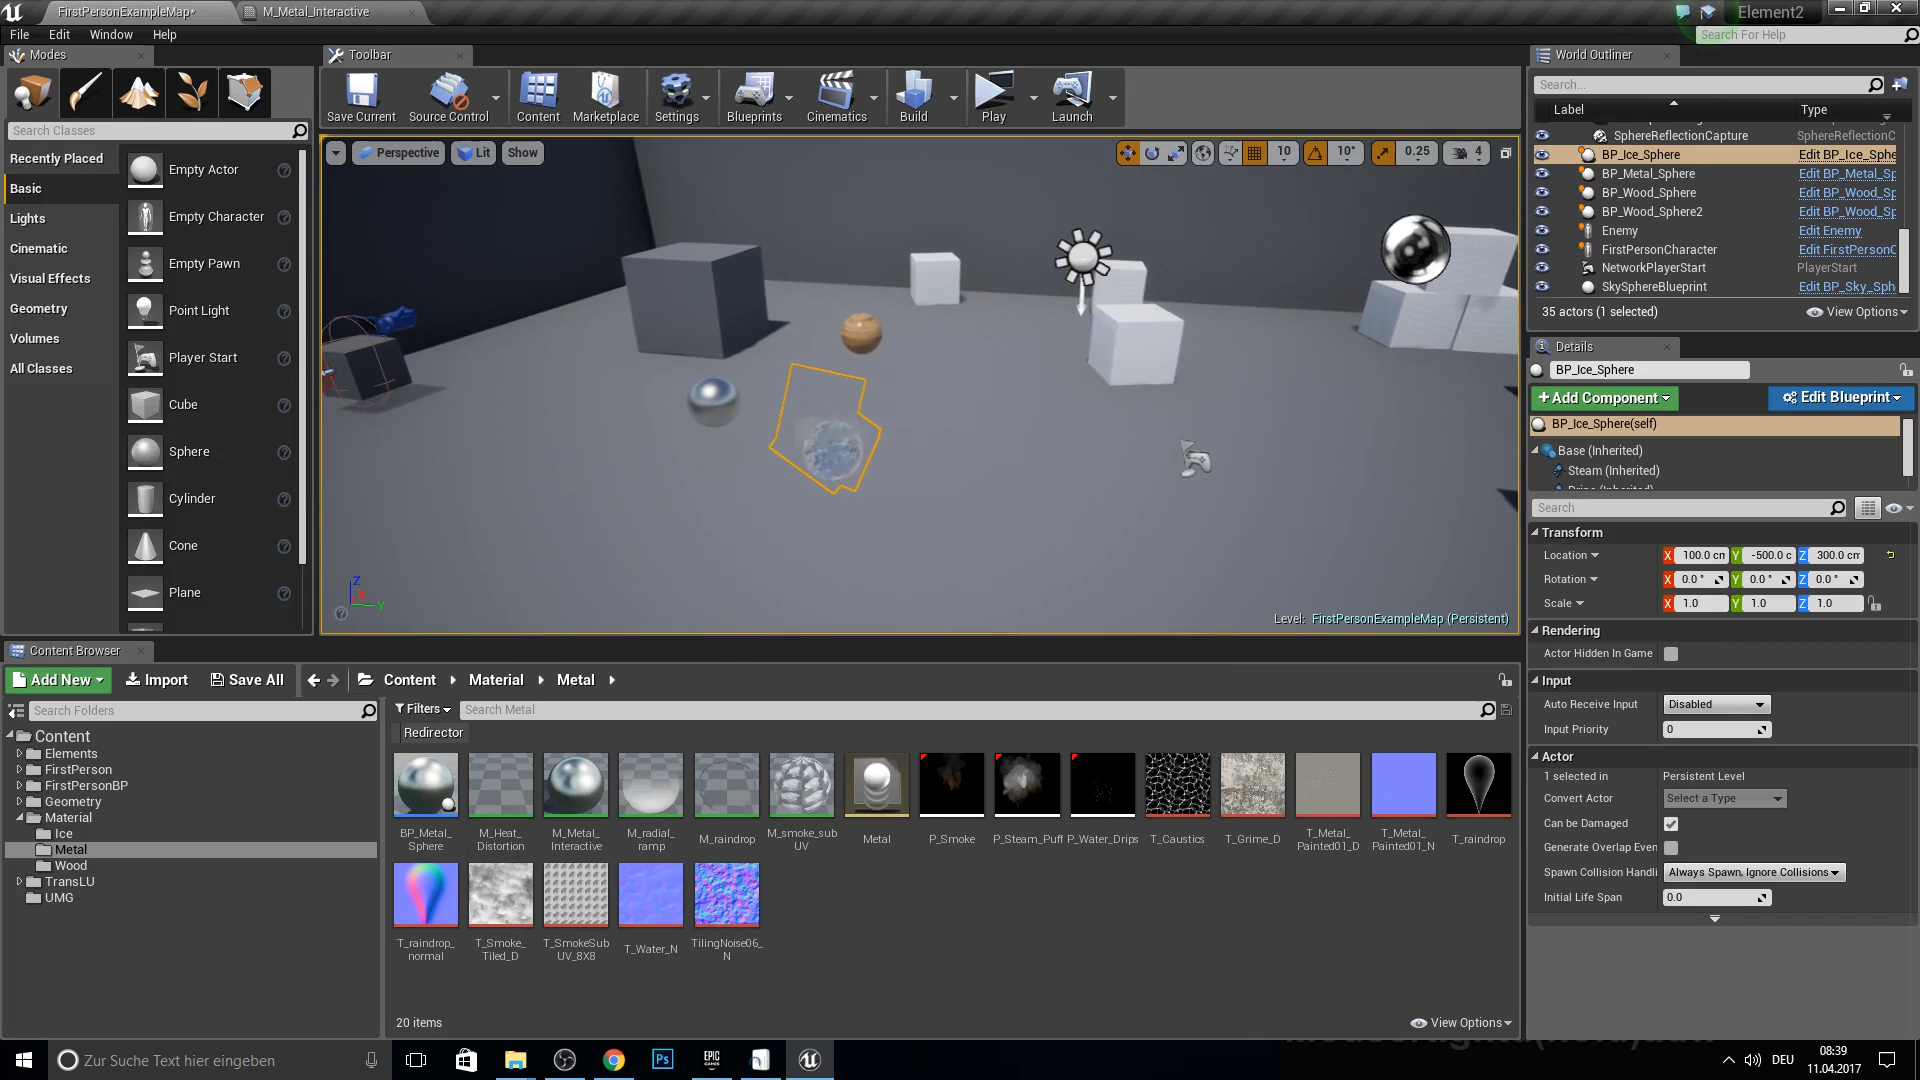 FirstPersonExampleMap*
M_Metal_Interactive
Element2
File Edit Window Help
Search For Help
Modes
Toolbar
World Outliner
Save Current
Source Control
Content
Marketplace
Settings
Blueprints
Cinematics
Build
Play
Launch
Search Classes
Recently Placed
Basic
Lights
Cinematic
Visual Effects
Geometry
Volumes
All Classes
Empty Actor
Empty Character
Empty Pawn
Point Light
Player Start
Cube
Sphere
Cylinder
Cone
Plane
Perspective
Lit
Show
10
10°
0.25
4
Z
X
Y
Level: FirstPersonExampleMap (Persistent)
Search...
Label Type
SphereReflectionCapture SphereReflectionC
BP_Ice_Sphere Edit BP_Ice_Sphe
BP_Metal_Sphere Edit BP_Metal_Sp
BP_Wood_Sphere Edit BP_Wood_Sp
BP_Wood_Sphere2 Edit BP_Wood_Sp
Enemy Edit Enemy
FirstPersonCharacter Edit FirstPersonC
NetworkPlayerStart PlayerStart
SkySphereBlueprint Edit BP_Sky_Sph
35 actors (1 selected)
View Options
Details
BP_Ice_Sphere
+Add Component
Edit Blueprint
BP_Ice_Sphere(self)
Base (Inherited)
Steam (Inherited)
Search
Transform
Location X 100.0 cm Y -500.0 c Z 300.0 cm
Rotation X 0.0 ° Y 0.0 ° Z 0.0 °
Scale X 1.0 Y 1.0 Z 1.0
Rendering
Actor Hidden In Game
Input
Auto Receive Input Disabled
Input Priority 0
Actor
1 selected in Persistent Level
Convert Actor Select a Type
Can be Damaged
Generate Overlap Even
Spawn Collision Handli Always Spawn, Ignore Collisions
Initial Life Span 0.0
Content Browser
Add New
Import
Save All
Content
Material
Metal
Search Folders
Filters
Search Metal
Redirector
Content
Elements
FirstPerson
FirstPersonBP
Geometry
Material
Ice
Metal
Wood
TransLU
UMG
BP_Metal_
Sphere
M_Heat_
Distortion
M_Metal_
Interactive
M_radial_
ramp
M_raindrop
M_smoke_sub
UV
Metal
P_Smoke
P_Steam_Puff
P_Water_Drips
T_Caustics
T_Grime_D
T_Metal_
Painted01_D
T_Metal_
Painted01_N
T_raindrop
T_raindrop_
normal
T_Smoke_
Tiled_D
T_SmokeSub
UV_8X8
T_Water_N
TilingNoise06_
N
20 items
View Options
Zur Suche Text hier eingeben
Ps
EPIC
GAMES
DEU
08:39
11.04.2017